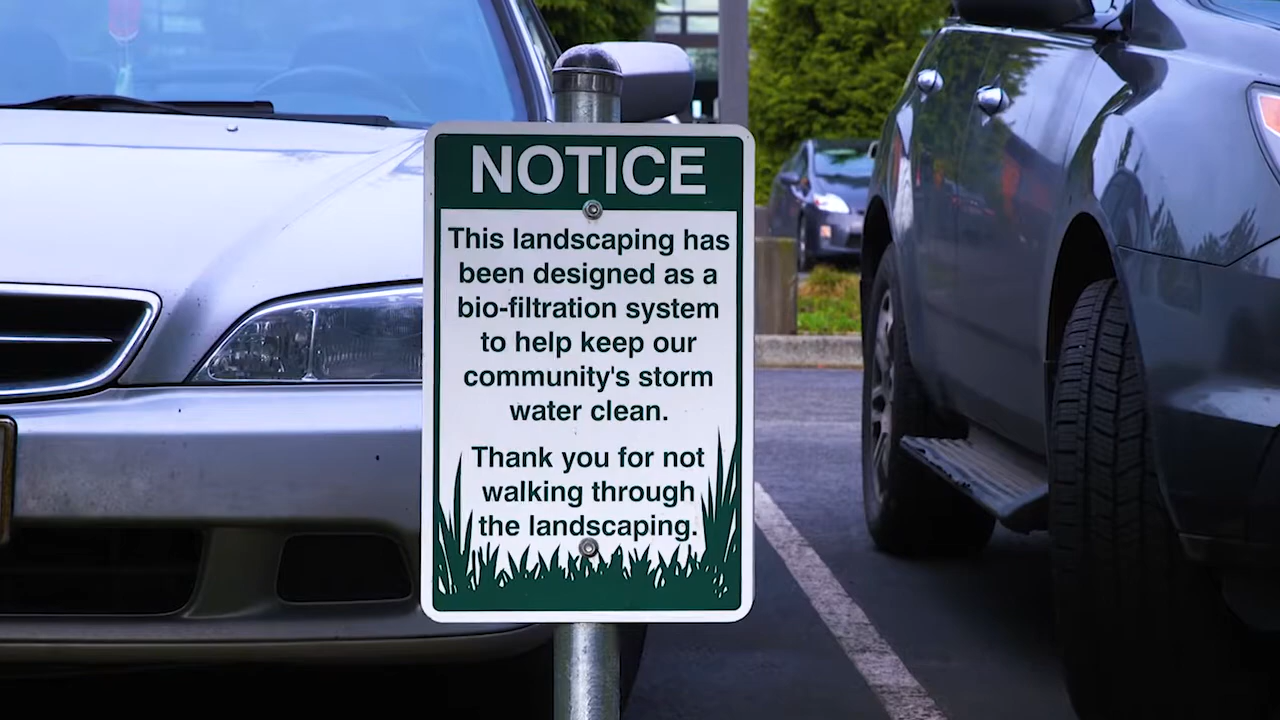 NOTICE
This landscaping has
been designed as a
bio-filtration system
to help keep our
community's storm
water clean.
Thank you for not
walking through
the landscaping.